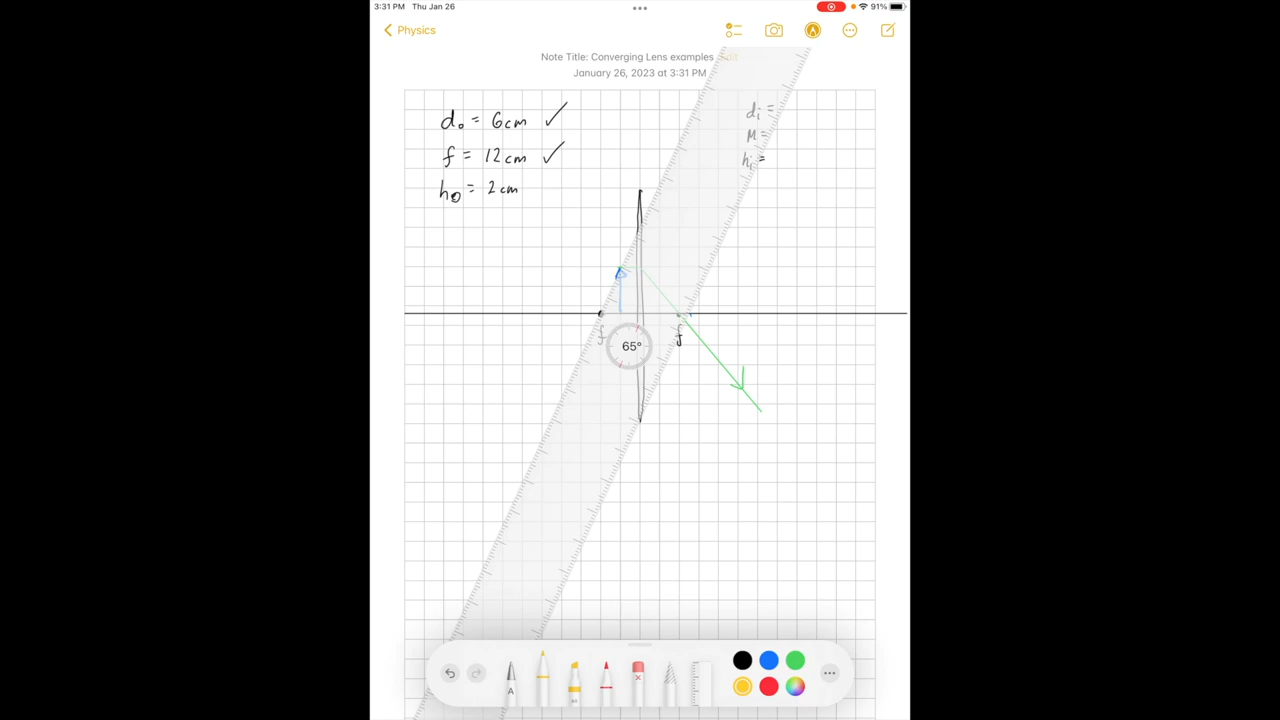 3:31 PM Thu Jan 26
91%
Physics
Note Title: Converging Lens examples Edit
January 26, 2023 at 3:31 PM
d₀ = 6cm ✓
f = 12cm ✓
h₀ = 2cm
dᵢ =
M =
hᵢ =
f
f
65°
A